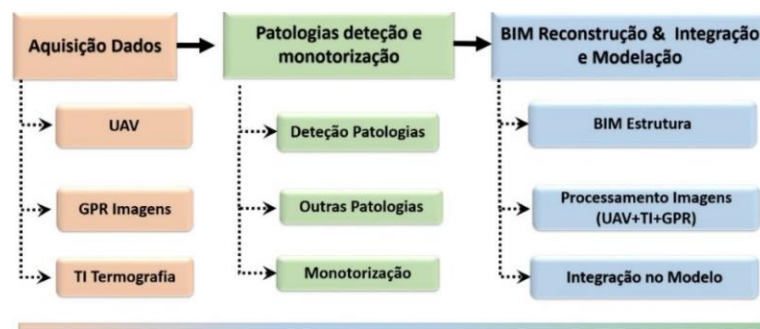 Aquisição Dados
UAV
GPR Imagens
TI Termografia
Patologias deteção e
monotorização
Deteção Patologias
Outras Patologias
Monotorização
BIM Reconstrução & Integração
e Modelação
BIM Estrutura
Processamento Imagens
(UAV+TI+GPR)
Integração no Modelo